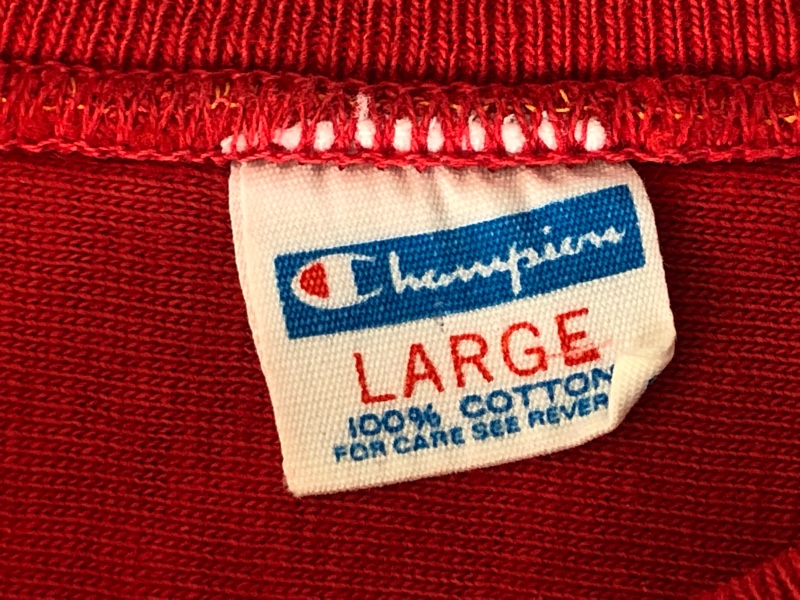 Champion
LARGE
100% COTTON
FOR CARE SEE REVER